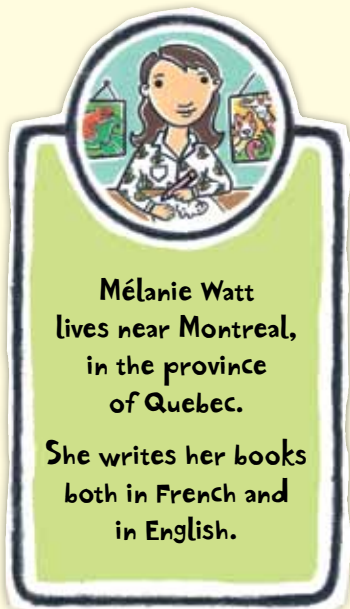 Mélanie Watt
lives near Montreal,
in the province
of Quebec.
She writes her books
both in French and
in English.